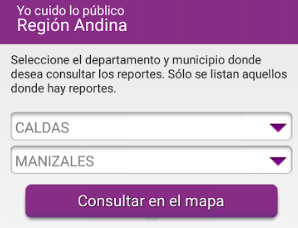 Yo cuido lo público
Región Andina
Seleccione el departamento y municipio donde
desea consultar los reportes. Sólo se listan aquellos
donde hay reportes.
CALDAS
MANIZALES
Consultar en el mapa